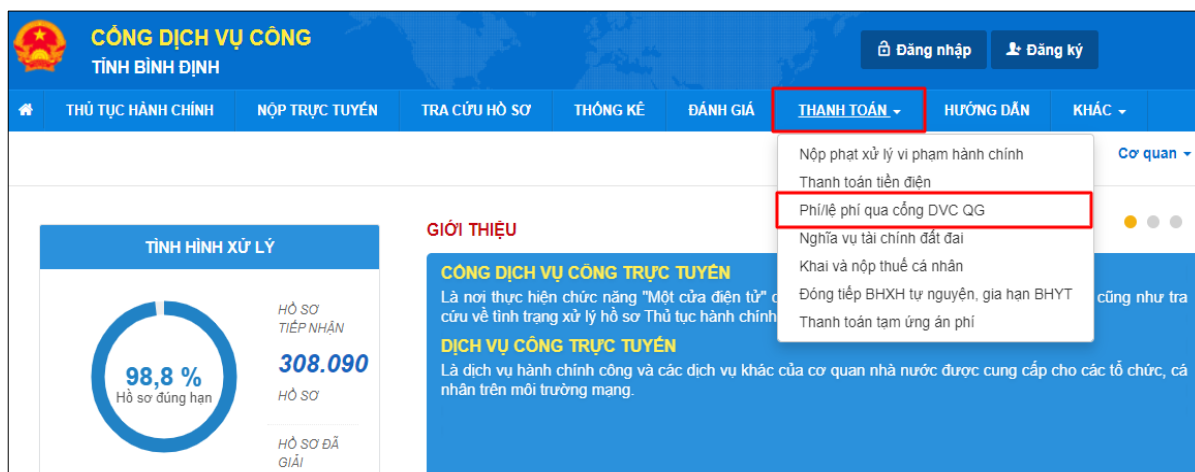 CỔNG DỊCH VỤ CÔNG
TỈNH BÌNH ĐỊNH
Đăng nhập
Đăng ký
THỦ TỤC HÀNH CHÍNH
NỘP TRỰC TUYẾN
TRA CỨU HỒ SƠ
THỐNG KÊ
ĐÁNH GIÁ
THANH TOÁN
HƯỚNG DẪN
KHÁC
Cơ quan
Nộp phạt xử lý vi phạm hành chính
Thanh toán tiền điện
Phí/lệ phí qua cổng DVC QG
Nghĩa vụ tài chính đất đai
Khai và nộp thuế cá nhân
Đóng tiếp BHXH tự nguyện, gia hạn BHYT
Thanh toán tạm ứng án phí
TÌNH HÌNH XỬ LÝ
98,8 %
Hồ sơ đúng hạn
HỒ SƠ
TIẾP NHẬN
308.090
HỒ SƠ
HỒ SƠ ĐÃ
GIẢI
GIỚI THIỆU
CỔNG DỊCH VỤ CÔNG TRỰC TUYẾN
Là nơi thực hiện chức năng "Một cửa điện tử" cũng như tra
cứu về tình trạng xử lý hồ sơ Thủ tục hành chính
DỊCH VỤ CÔNG TRỰC TUYẾN
Là dịch vụ hành chính công và các dịch vụ khác của cơ quan nhà nước được cung cấp cho các tổ chức, cá
nhân trên môi trường mạng.